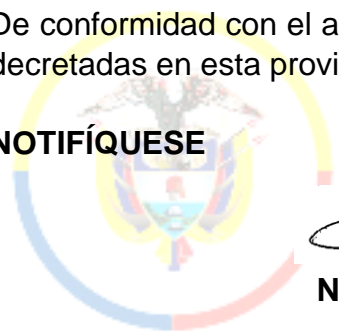 De conformidad con el a
decretadas en esta provi
NOTIFÍQUESE
N